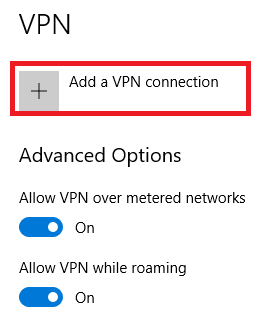 VPN
Add a VPN connection
Advanced Options
Allow VPN over metered networks
On
Allow VPN while roaming
On